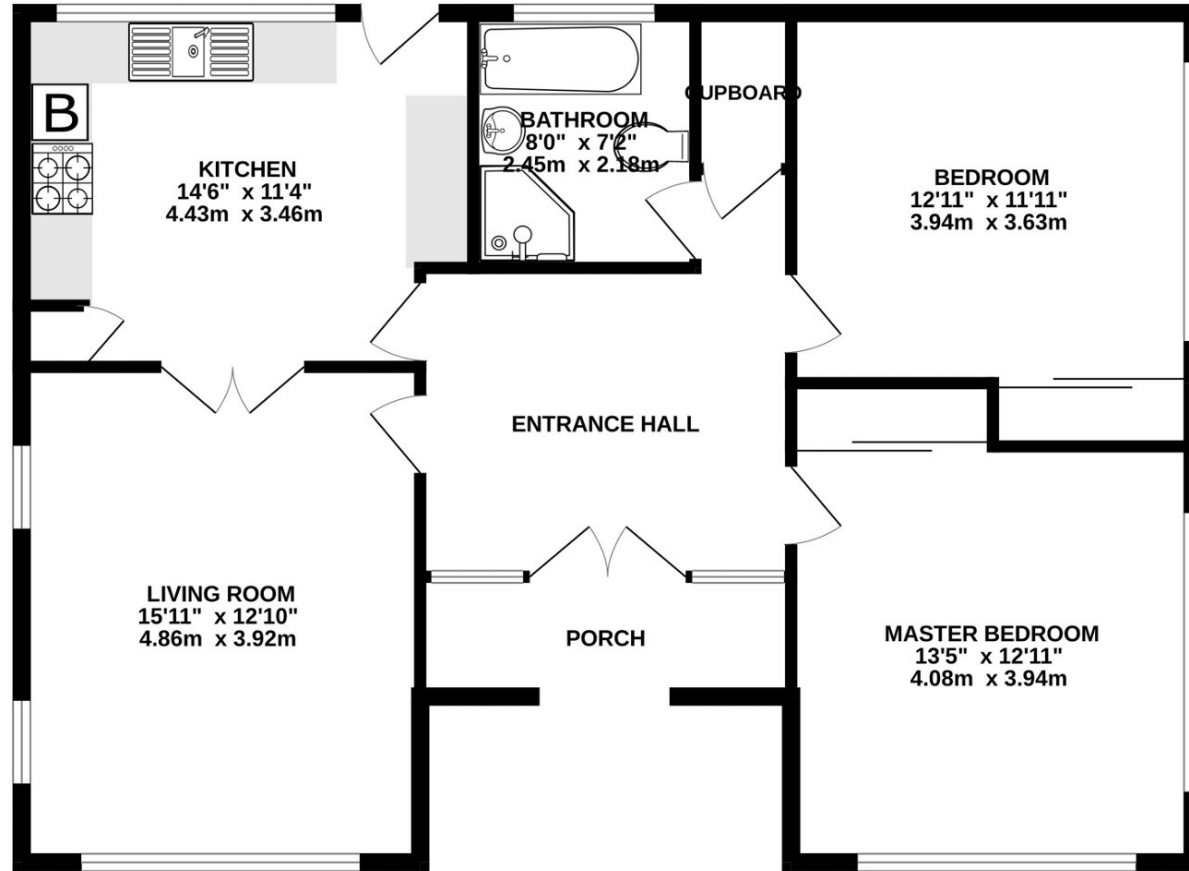 B
KITCHEN
14'6" x 11'4"
4.43m x 3.46m
BATHROOM
8'0" x 7'2"
2.45m x 2.18m
CUPBOARD
BEDROOM
12'11" x 11'11"
3.94m x 3.63m
ENTRANCE HALL
LIVING ROOM
15'11" x 12'10"
4.86m x 3.92m
PORCH
MASTER BEDROOM
13'5" x 12'11"
4.08m x 3.94m